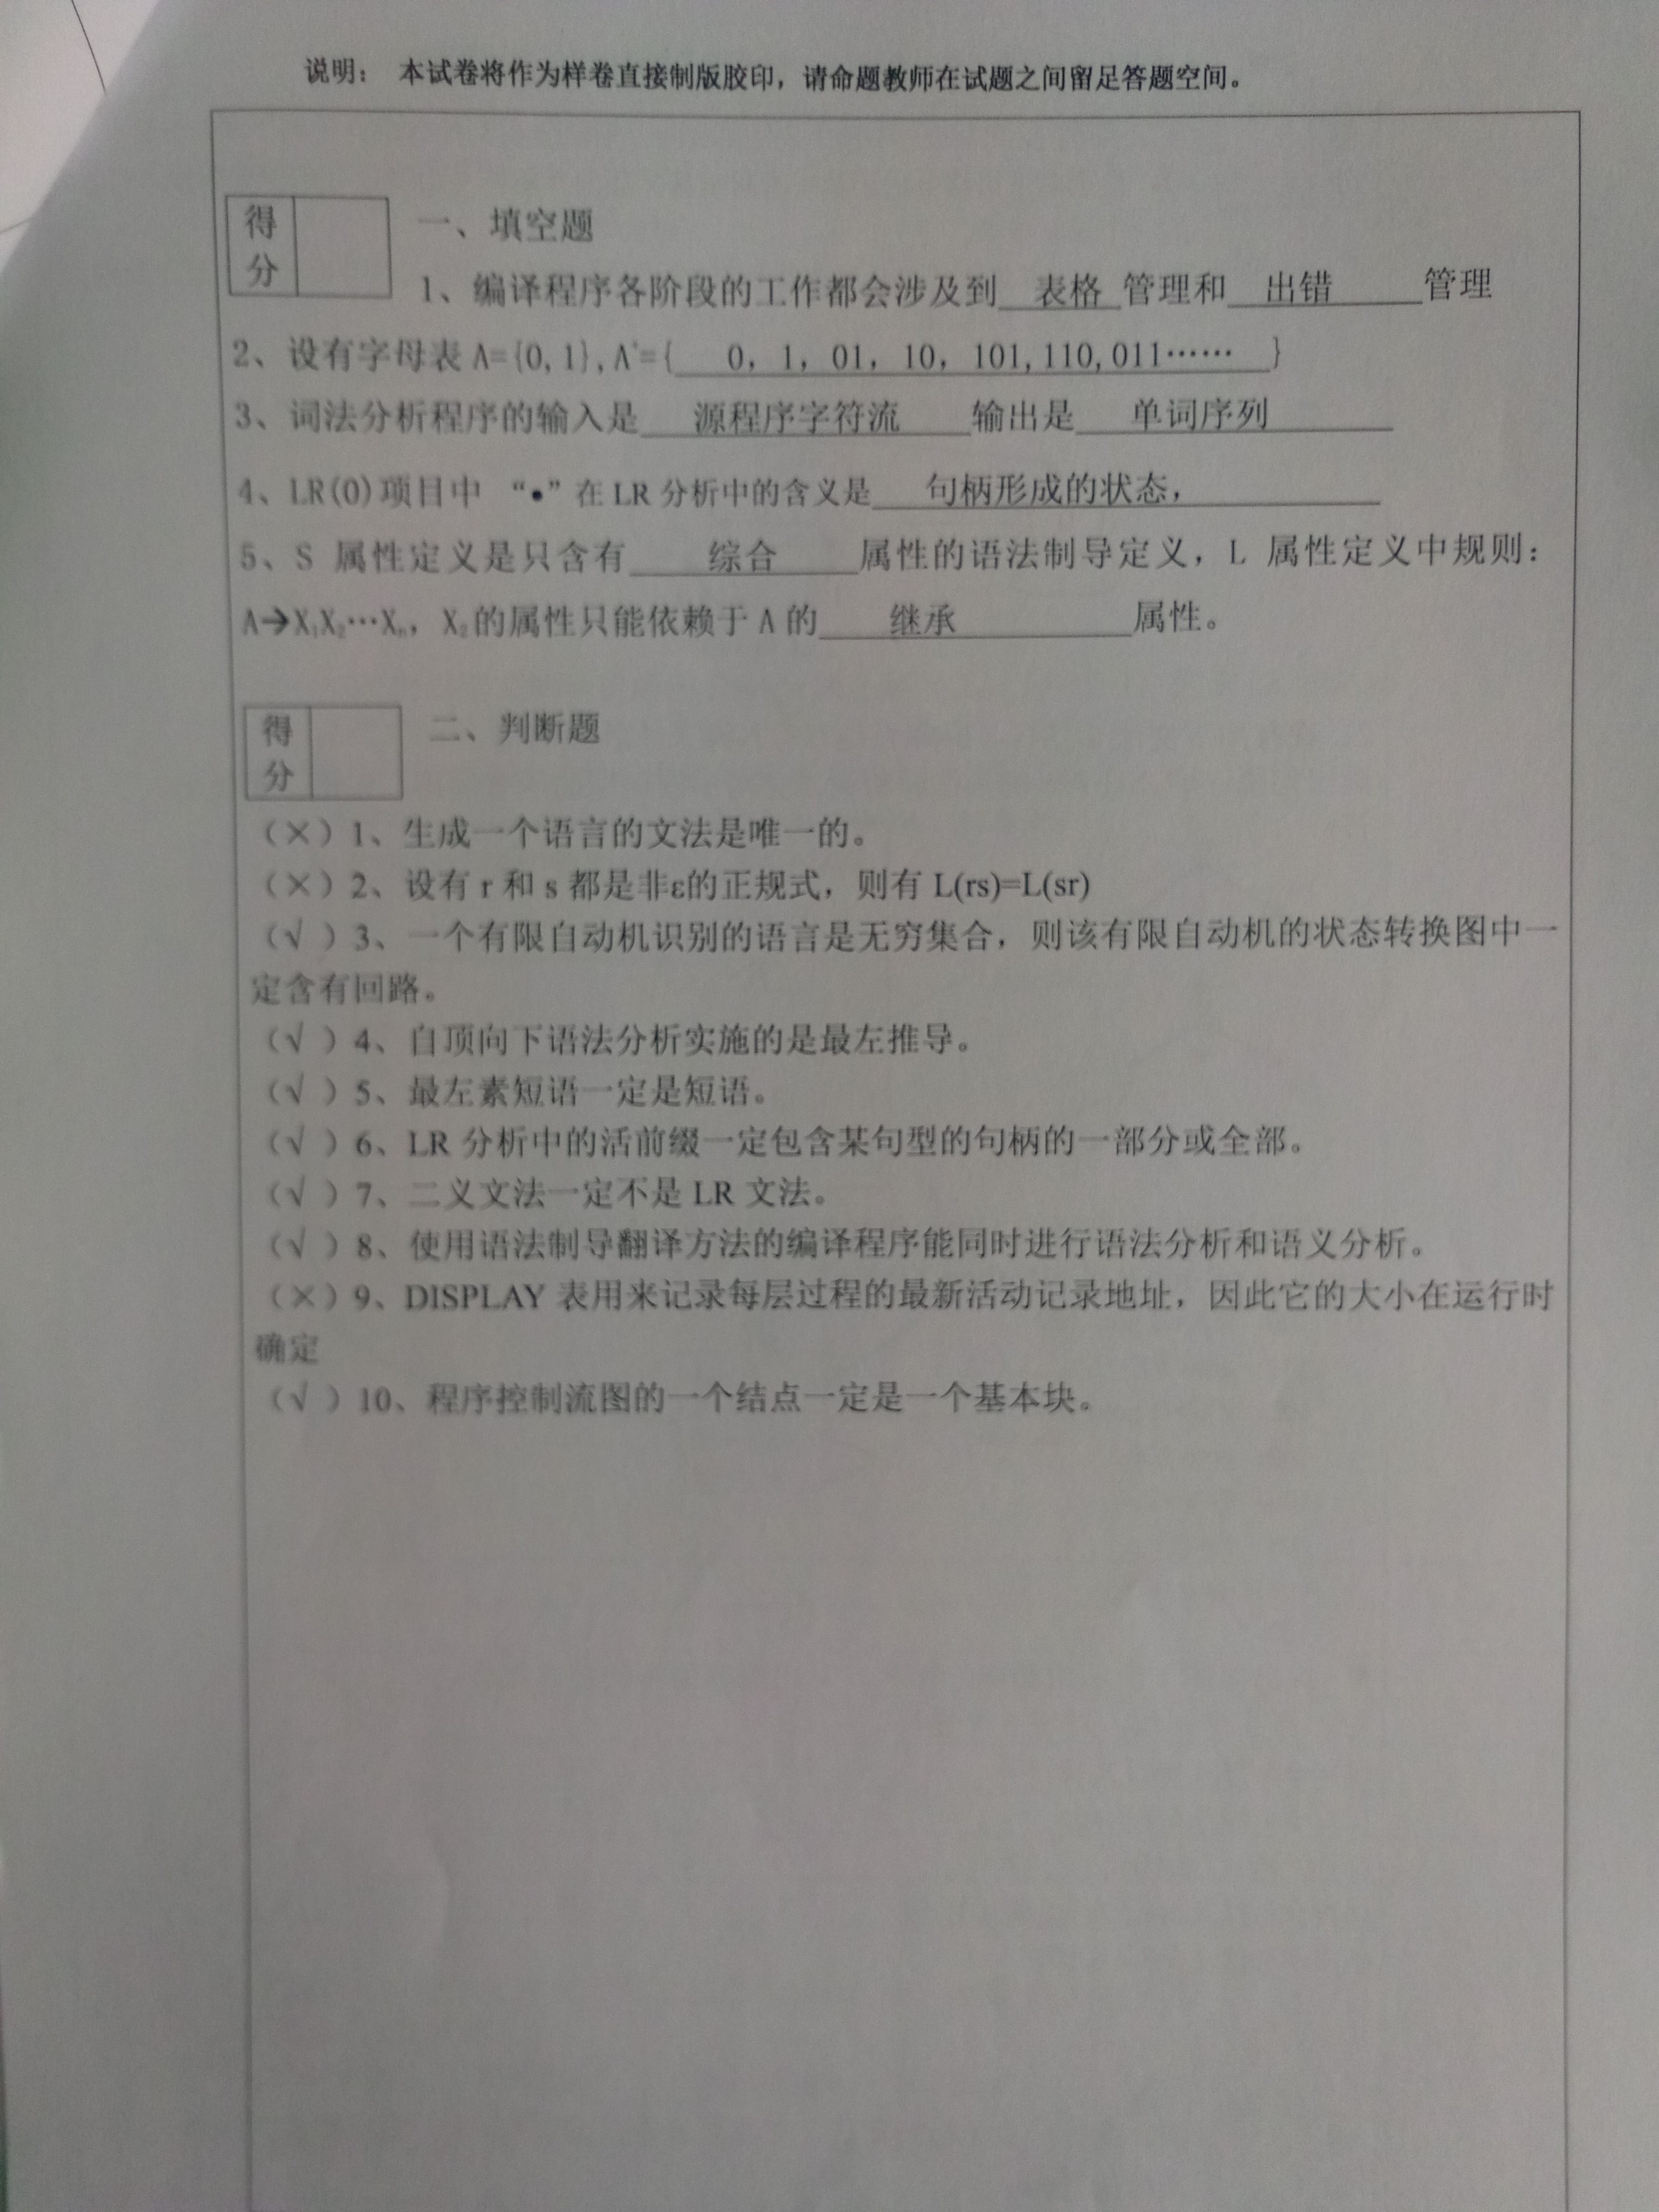 说明： 本试卷将作为样卷直接制版胶印，请命题教师在试题之间留足答题空间。
得分
一、填空题
1、编译程序各阶段的工作都会涉及到 表格 管理和 出错 管理
2、设有字母表 A={0,1},A⁺={ 0，1，01，10，101,110,011…… }
3、词法分析程序的输入是 源程序字符流 输出是 单词序列
4、LR(0)项目中 “•”在 LR 分析中的含义是 句柄形成的状态，
5、S 属性定义是只含有 综合 属性的语法制导定义，L 属性定义中规则：
A→X₁X₂…Xₙ，X₂的属性只能依赖于 A 的 继承 属性。
得分
二、判断题
（×）1、生成一个语言的文法是唯一的。
（×）2、设有 r 和 s 都是非ε的正规式，则有 L(rs)=L(sr)
（√ ）3、一个有限自动机识别的语言是无穷集合，则该有限自动机的状态转换图中一
定含有回路。
（√ ）4、自顶向下语法分析实施的是最左推导。
（√ ）5、最左素短语一定是短语。
（√ ）6、LR 分析中的活前缀一定包含某句型的句柄的一部分或全部。
（√ ）7、二义文法一定不是 LR 文法。
（√ ）8、使用语法制导翻译方法的编译程序能同时进行语法分析和语义分析。
（×）9、DISPLAY 表用来记录每层过程的最新活动记录地址，因此它的大小在运行时
确定
（√ ）10、程序控制流图的一个结点一定是一个基本块。